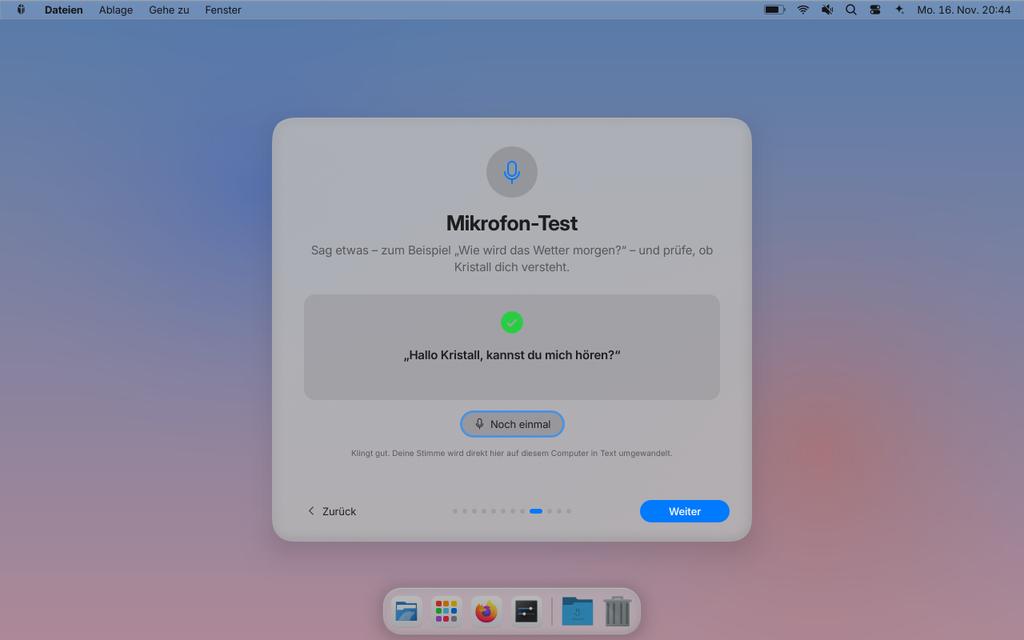 Dateien Ablage Gehe zu Fenster Mo. 16. Nov. 20:44
Mikrofon-Test
Sag etwas – zum Beispiel „Wie wird das Wetter morgen?“ – und prüfe, ob
Kristall dich versteht.
„Hallo Kristall, kannst du mich hören?“
Noch einmal
Klingt gut. Deine Stimme wird direkt hier auf diesem Computer in Text umgewandelt.
Zurück Weiter